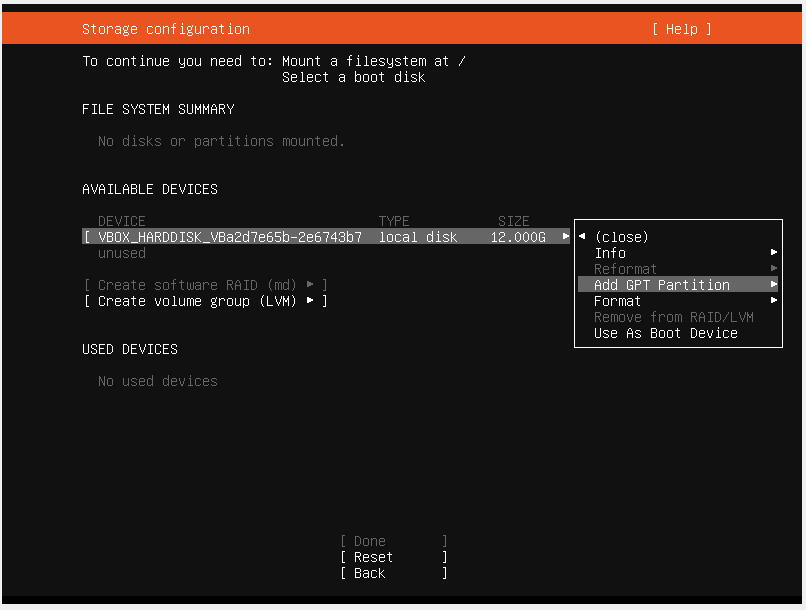 Storage configuration [ Help ]
To continue you need to: Mount a filesystem at /
Select a boot disk
FILE SYSTEM SUMMARY
No disks or partitions mounted.
AVAILABLE DEVICES
DEVICE TYPE SIZE
[ VBOX_HARDDISK_VBa2d7e65b-2e6743b7 local disk 12.000G ▸
unused
[ Create software RAID (md) ▸ ]
[ Create volume group (LVM) ▸ ]
◂ (close)
Info ▸
Reformat ▸
Add GPT Partition ▸
Format ▸
Remove from RAID/LVM
Use As Boot Device
USED DEVICES
No used devices
[ Done ]
[ Reset ]
[ Back ]